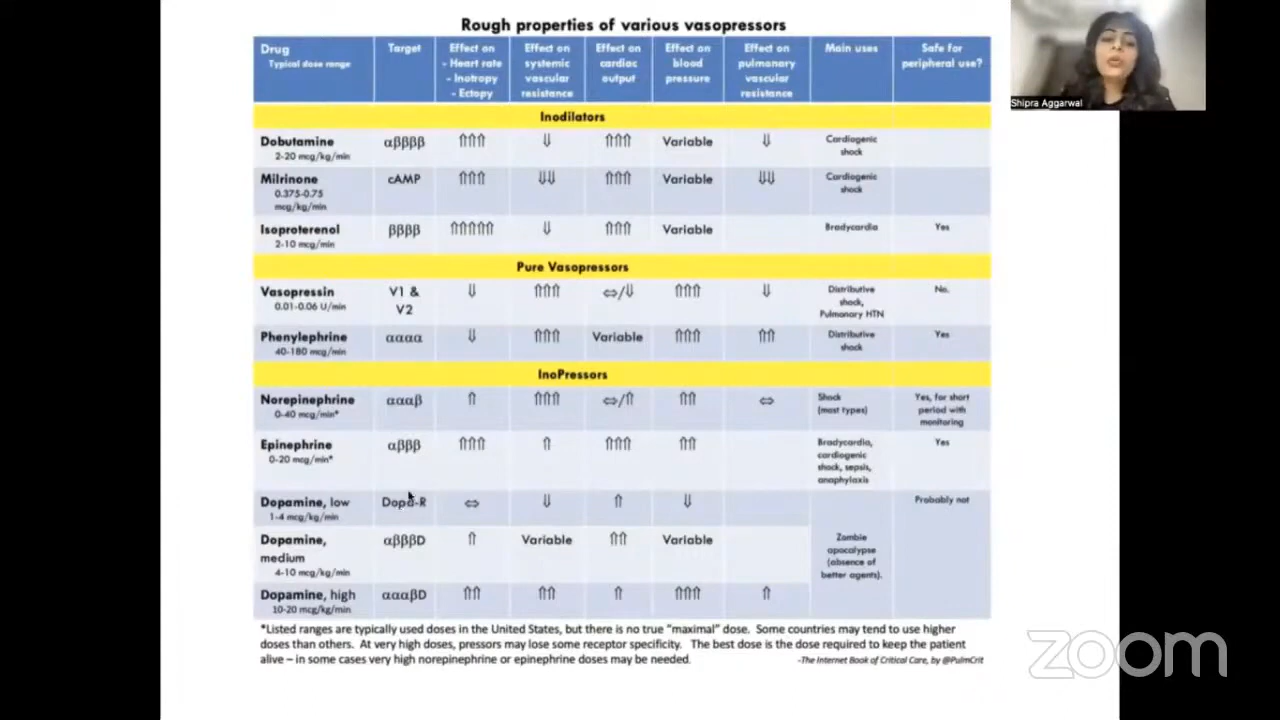 Rough properties of various vasopressors
Drug
Typical dose range
Target
Effect on
- Heart rate
- Inotropy
- Ectopy
Effect on
systemic
vascular
resistance
Effect on
cardiac
output
Effect on
blood
pressure
Effect on
pulmonary
vascular
resistance
Main uses
Safe for
peripheral use?
Inodilators
Dobutamine
2-20 mcg/kg/min
αββββ
⇑⇑⇑
⇓
⇑⇑⇑
Variable
⇓
Cardiogenic
shock
Milrinone
0.375-0.75
mcg/kg/min
cAMP
⇑⇑⇑
⇓⇓
⇑⇑⇑
Variable
⇓⇓
Cardiogenic
shock
Isoproterenol
2-10 mcg/min
ββββ
⇑⇑⇑⇑⇑
⇓
⇑⇑⇑
Variable
Bradycardia
Yes
Pure Vasopressors
Vasopressin
0.01-0.06 U/min
V1 &
V2
⇓
⇑⇑⇑
⇔/⇓
⇑⇑⇑
⇓
Distributive
shock,
Pulmonary HTN
No.
Phenylephrine
40-180 mcg/min
αααα
⇓
⇑⇑⇑
Variable
⇑⇑⇑
⇑⇑
Distributive
shock
Yes
InoPressors
Norepinephrine
0-40 mcg/min*
αααβ
⇑
⇑⇑⇑
⇔/⇑
⇑⇑
⇔
Shock
(most types)
Yes, for short
period with
monitoring
Epinephrine
0-20 mcg/min*
αβββ
⇑⇑⇑
⇑
⇑⇑⇑
⇑⇑
Bradycardia,
cardiogenic
shock, sepsis,
anaphylaxis
Yes
Dopamine, low
1-4 mcg/kg/min
Dopa-R
⇔
⇓
⇑
⇓
Probably not
Dopamine,
medium
4-10 mcg/kg/min
αβββD
⇑
Variable
⇑⇑
Variable
Zombie
apocalypse
(absence of
better agents).
Dopamine, high
10-20 mcg/kg/min
αααβD
⇑⇑
⇑⇑
⇑
⇑⇑⇑
⇑
*Listed ranges are typically used doses in the United States, but there is no true "maximal" dose. Some countries may tend to use higher
doses than others. At very high doses, pressors may lose some receptor specificity. The best dose is the dose required to keep the patient
alive – in some cases very high norepinephrine or epinephrine doses may be needed.
-The Internet Book of Critical Care, by @PulmCrit
Shipra Aggarwal
zoom